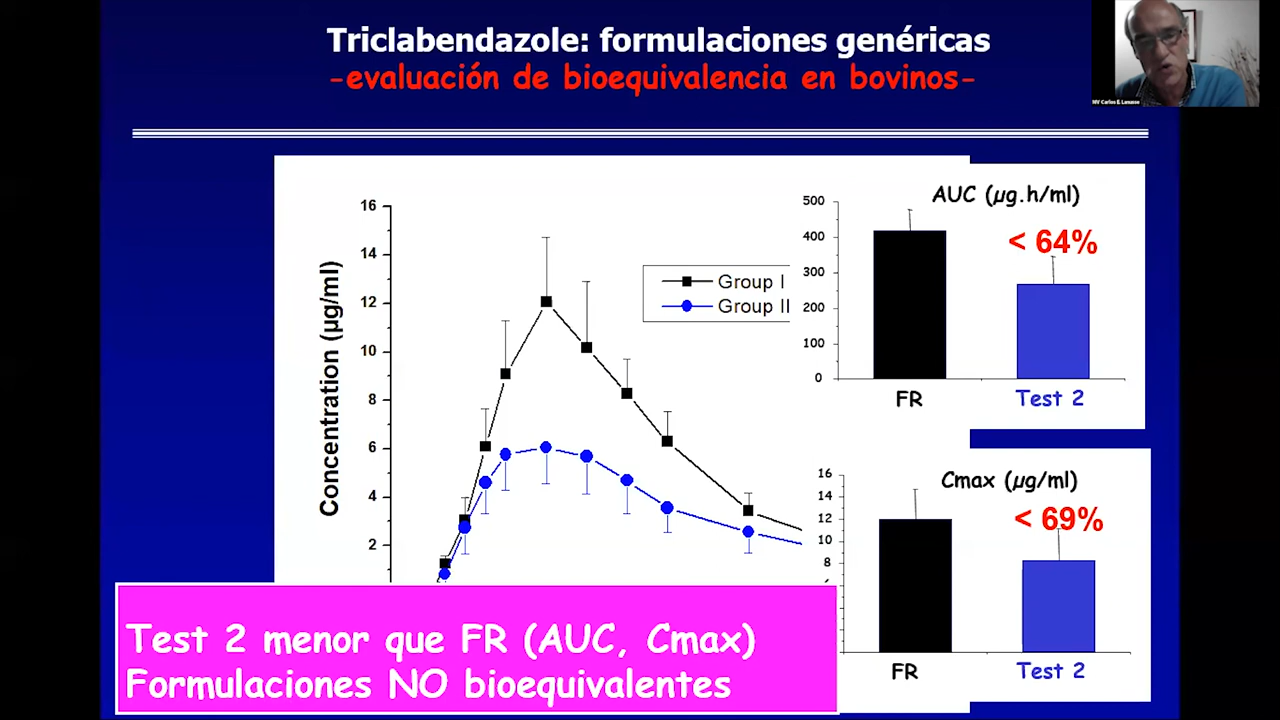 Triclabendazole: formulaciones genéricas
-evaluación de bioequivalencia en bovinos-
MV Carlos E Lanusse
16
14
12
10
8
6
4
2
Concentration (µg/ml)
Group I
Group II
AUC (µg.h/ml)
< 64%
500
400
300
200
100
0
FR
Test 2
Cmax (µg/ml)
< 69%
16
14
12
10
8
FR
Test 2
Test 2 menor que FR (AUC, Cmax)
Formulaciones NO bioequivalentes